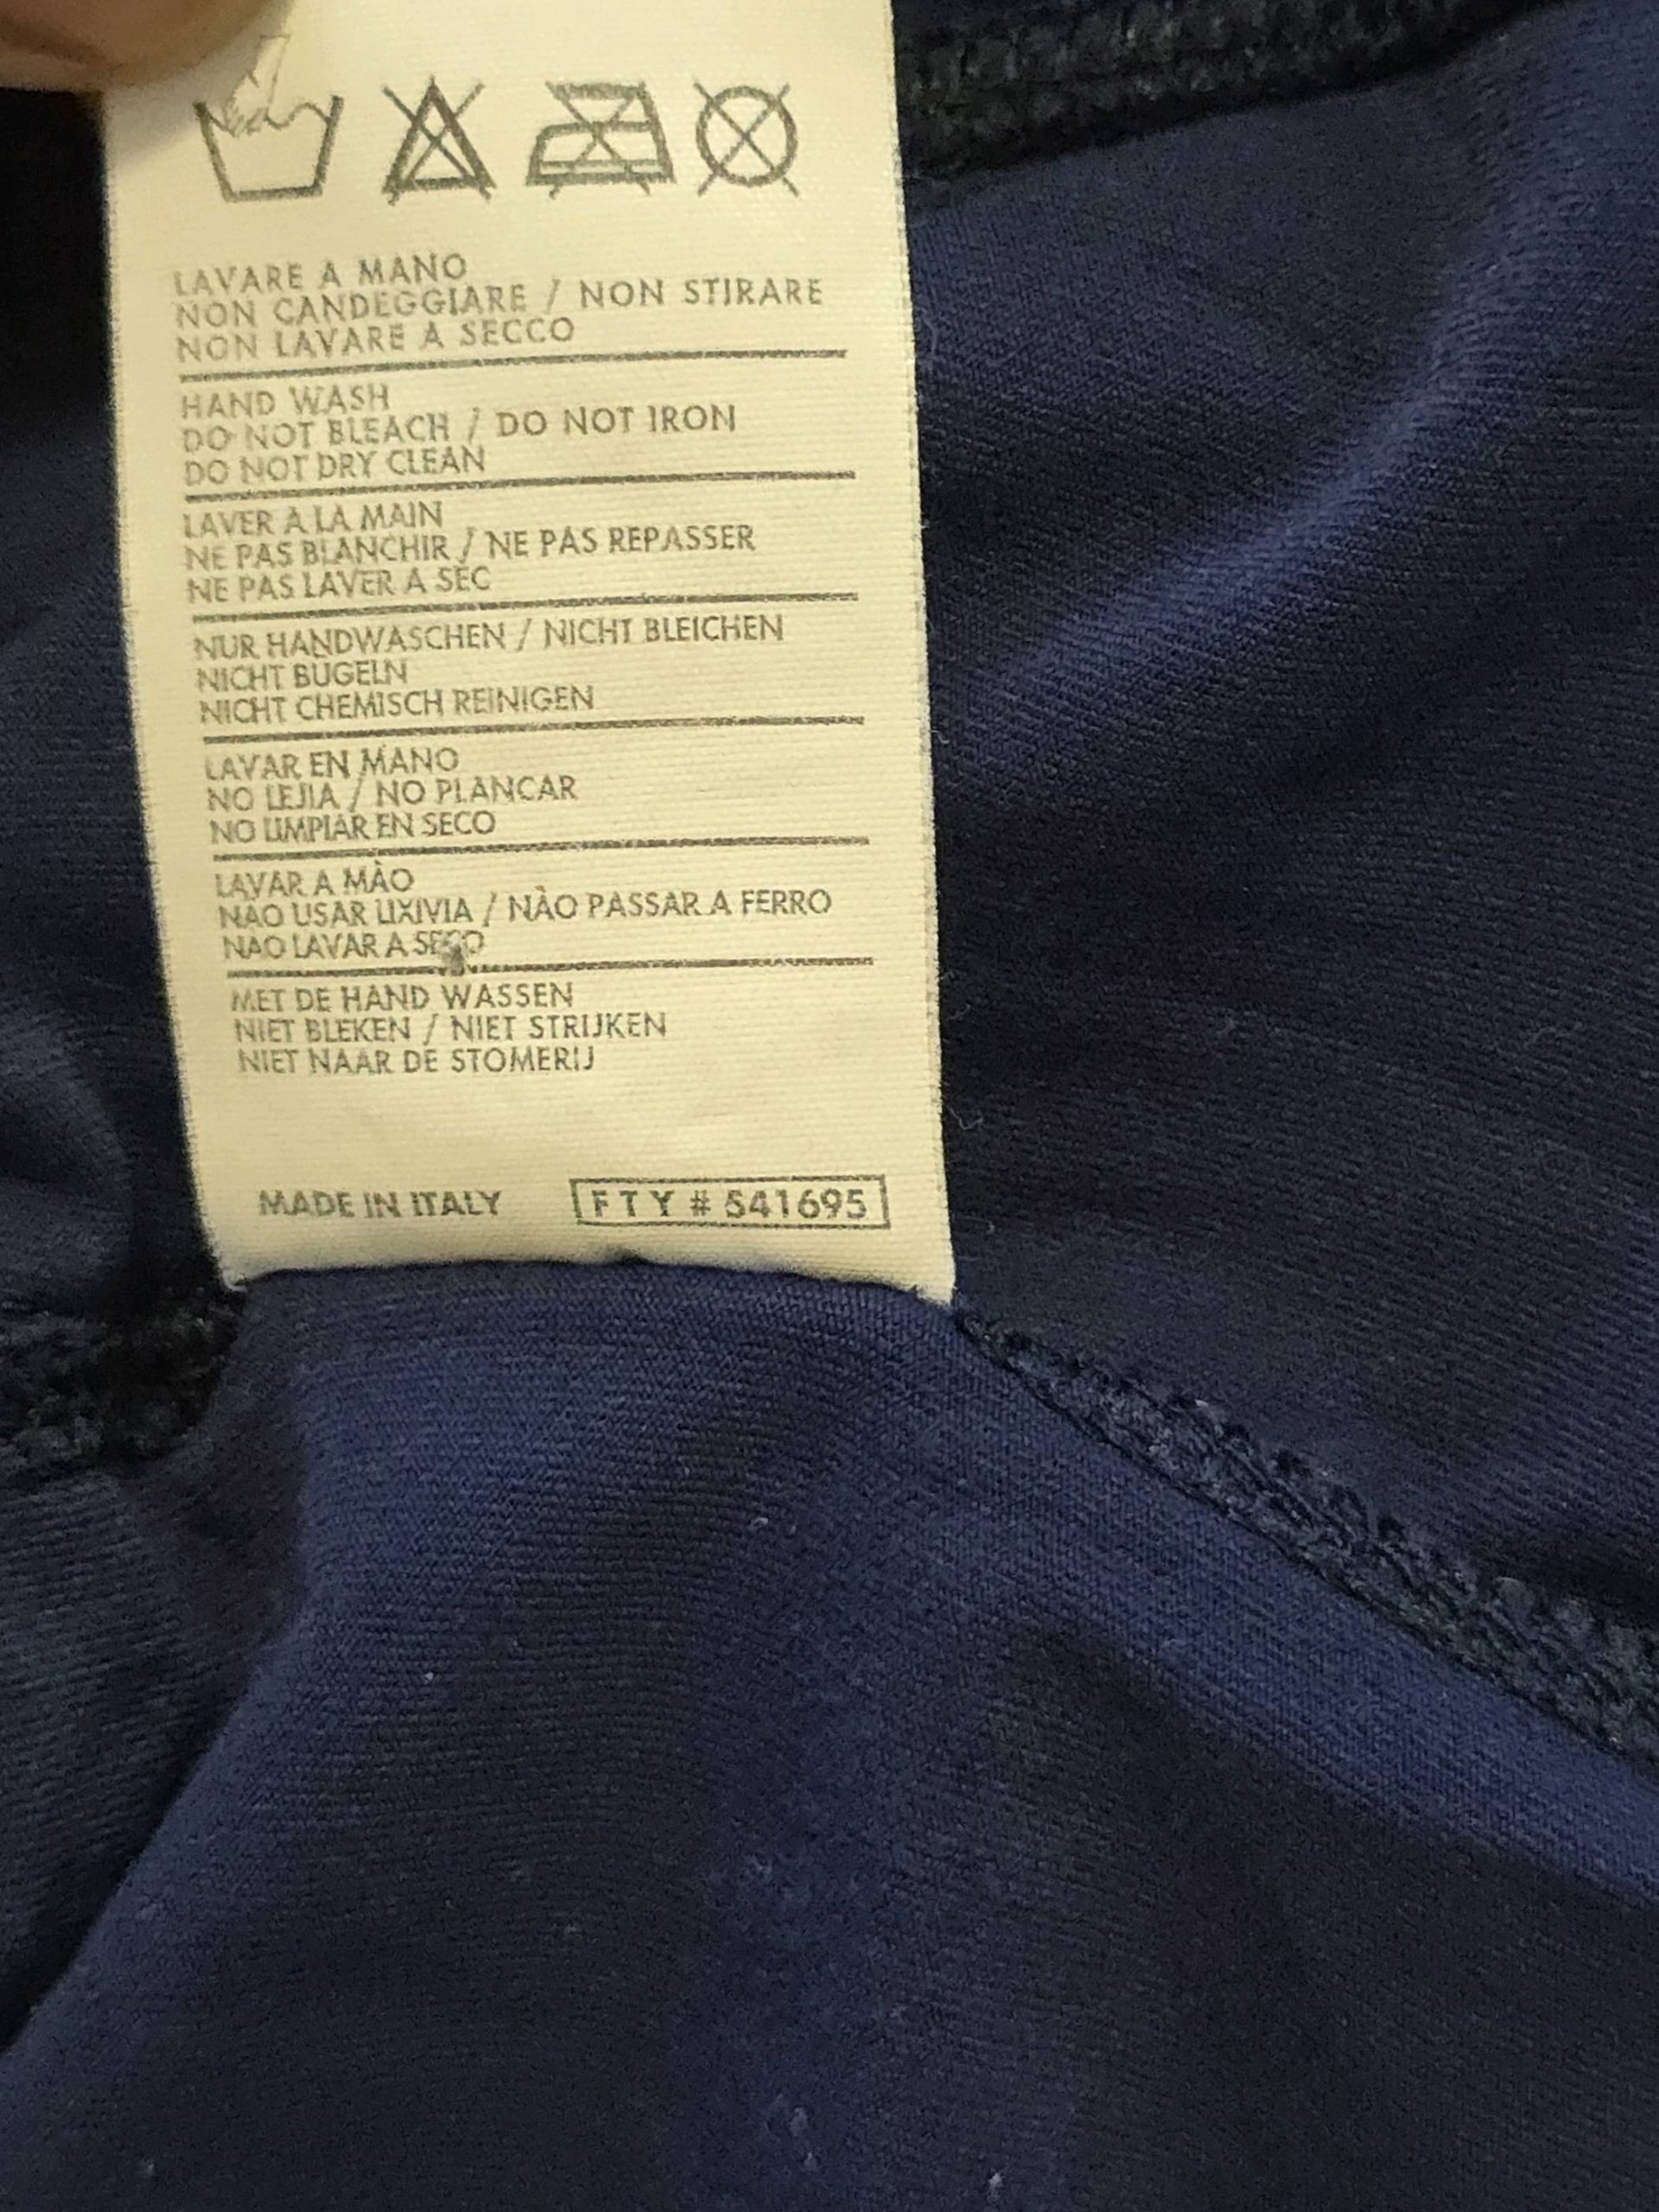 LAVARE A MANO
NON CANDEGGIARE / NON STIRARE
NON LAVARE A SECCO
HAND WASH
DO NOT BLEACH / DO NOT IRON
DO NOT DRY CLEAN
LAVER A LA MAIN
NE PAS BLANCHIR / NE PAS REPASSER
NE PAS LAVER A SEC
NUR HANDWASCHEN / NICHT BLEICHEN
NICHT BUGELN
NICHT CHEMISCH REINIGEN
LAVAR EN MANO
NO LEJIA / NO PLANCAR
NO LIMPIAR EN SECO
LAVAR A MÀO
NÀO USAR LIXIVIA / NÀO PASSAR A FERRO
NAO LAVAR A SECO
MET DE HAND WASSEN
NIET BLEKEN / NIET STRIJKEN
NIET NAAR DE STOMERIJ
MADE IN ITALY FTY # 541695